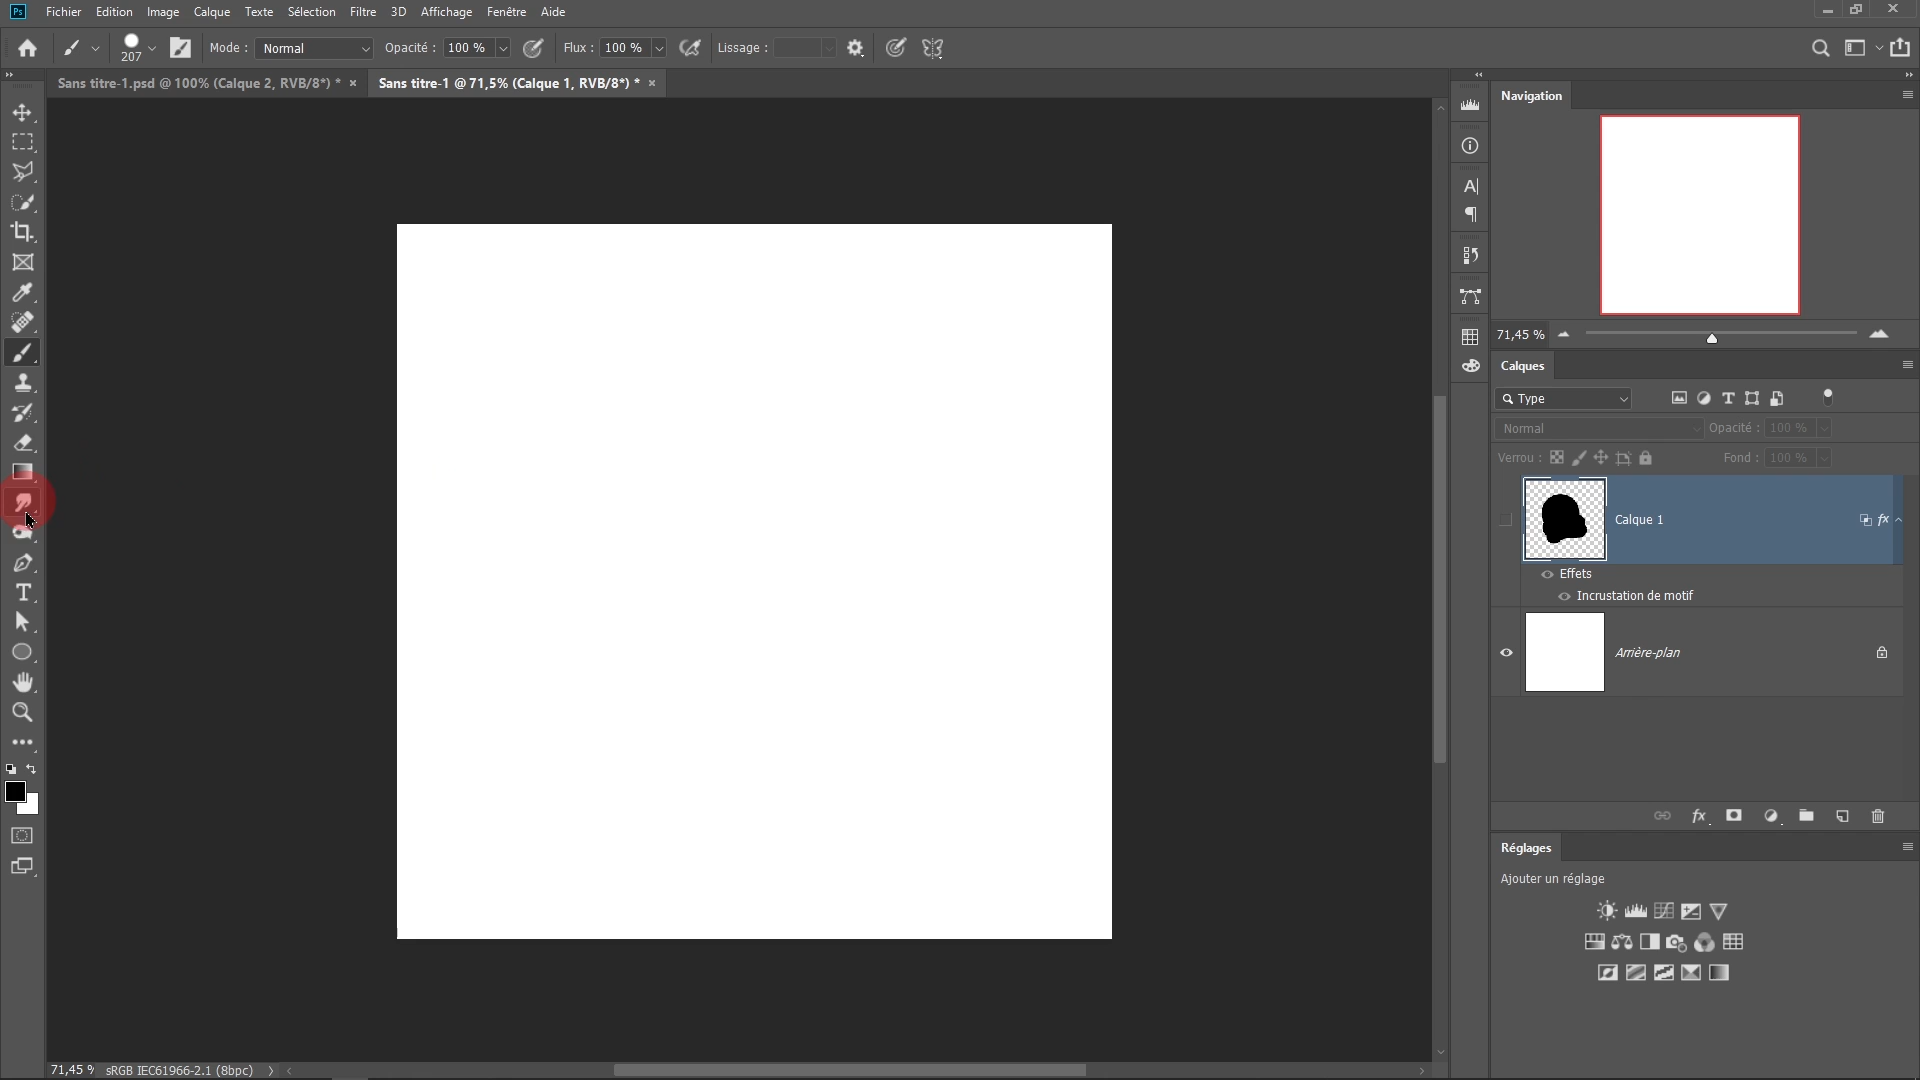 Ps Fichier Edition Image Calque Texte Sélection Filtre 3D Affichage Fenêtre Aide
207 Mode : Normal Opacité : 100 % Flux : 100 % Lissage :
Sans titre-1.psd @ 100% (Calque 2, RVB/8*) * × Sans titre-1 @ 71,5% (Calque 1, RVB/8*) * ×
Navigation
71,45 %
Calques
Type
Normal Opacité : 100 %
Verrou : Fond : 100 %
Calque 1 fx
Effets
Incrustation de motif
Arrière-plan
fx
Réglages
Ajouter un réglage
71,45 % sRGB IEC61966-2.1 (8bpc)